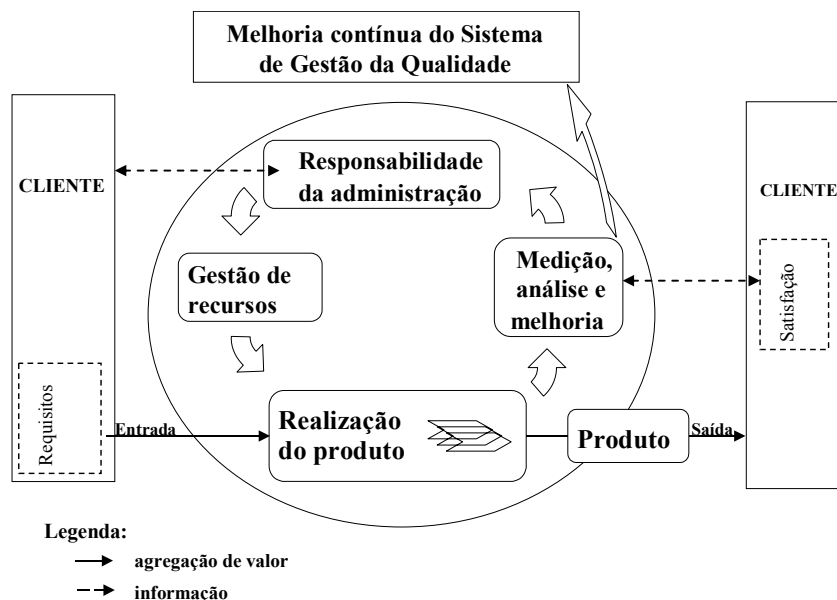 Melhoria contínua do Sistema
de Gestão da Qualidade
CLIENTE
Responsabilidade
da administração
CLIENTE
Gestão de
recursos
Medição,
análise e
melhoria
Satisfação
Requisitos
Entrada
Realização
do produto
Produto
Saída
Legenda:
agregação de valor
informação